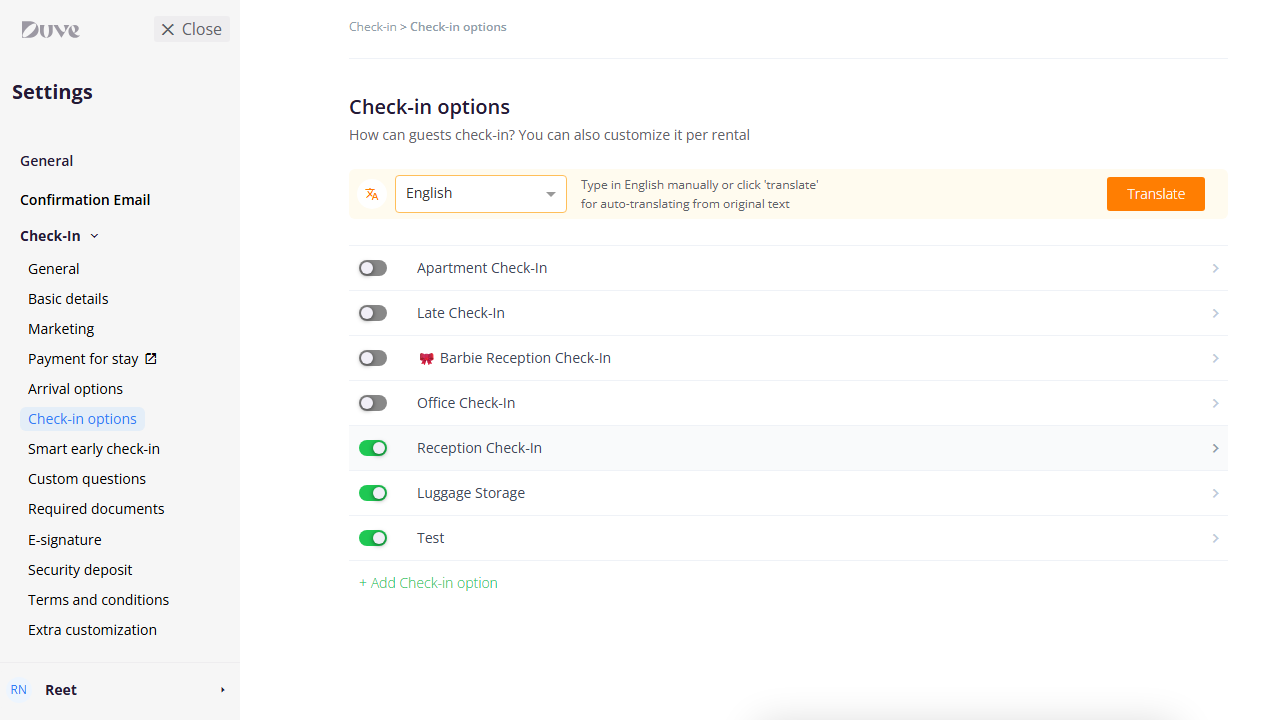 Duve
Close
Settings
General
Confirmation Email
Check-In
General
Basic details
Marketing
Payment for stay
Arrival options
Check-in options
Smart early check-in
Custom questions
Required documents
E-signature
Security deposit
Terms and conditions
Extra customization
RN Reet
Check-in > Check-in options
Check-in options
How can guests check-in? You can also customize it per rental
English
Type in English manually or click 'translate'
for auto-translating from original text
Translate
Apartment Check-In
Late Check-In
🎀 Barbie Reception Check-In
Office Check-In
Reception Check-In
Luggage Storage
Test
+ Add Check-in option